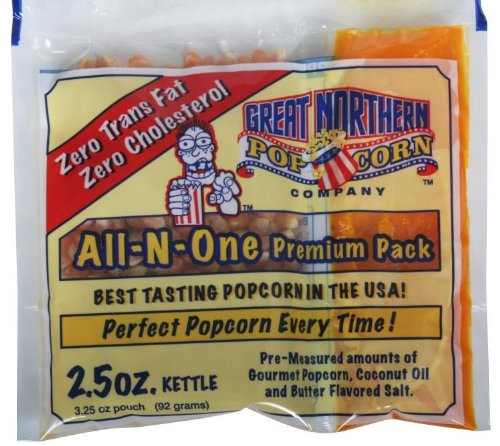 Zero Trans Fat
Zero Cholesterol
GREAT NORTHERN
POPCORN
COMPANY
TM
TM
All-N-One Premium Pack
BEST TASTING POPCORN IN THE USA!
Perfect Popcorn Every Time!
2.5oz. KETTLE
3.25 oz pouch (92 grams)
Pre-Measured amounts of
Gourmet Popcorn, Coconut Oil
and Butter Flavored Salt.